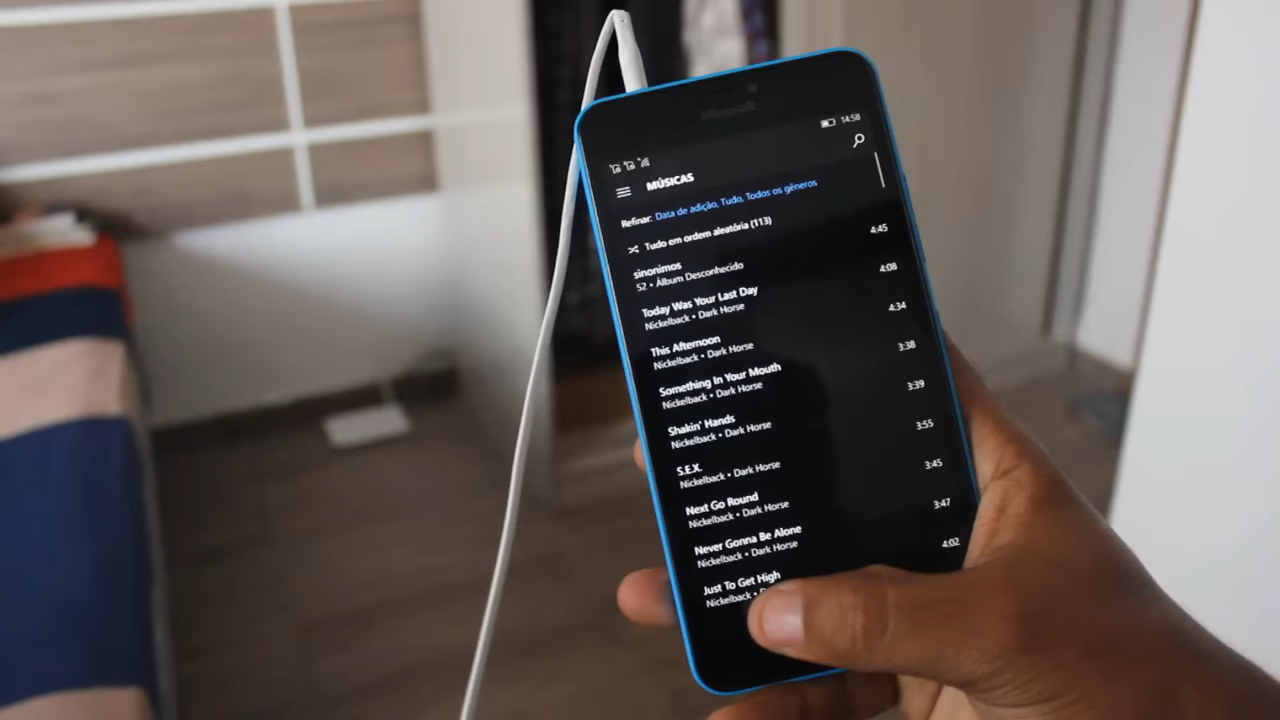 Microsoft
14:58
MÚSICAS
Refinar: Data de adição, Tudo, Todos os gêneros
Tudo em ordem aleatória (113)
sinonimos 4:45
52 • Álbum Desconhecido
Today Was Your Last Day 4:08
Nickelback • Dark Horse
This Afternoon 4:34
Nickelback • Dark Horse
Something In Your Mouth 3:38
Nickelback • Dark Horse
Shakin' Hands 3:39
Nickelback • Dark Horse
S.E.X. 3:55
Nickelback • Dark Horse
Next Go Round 3:45
Nickelback • Dark Horse
Never Gonna Be Alone 3:47
Nickelback • Dark Horse
Just To Get High 4:02
Nickelback •